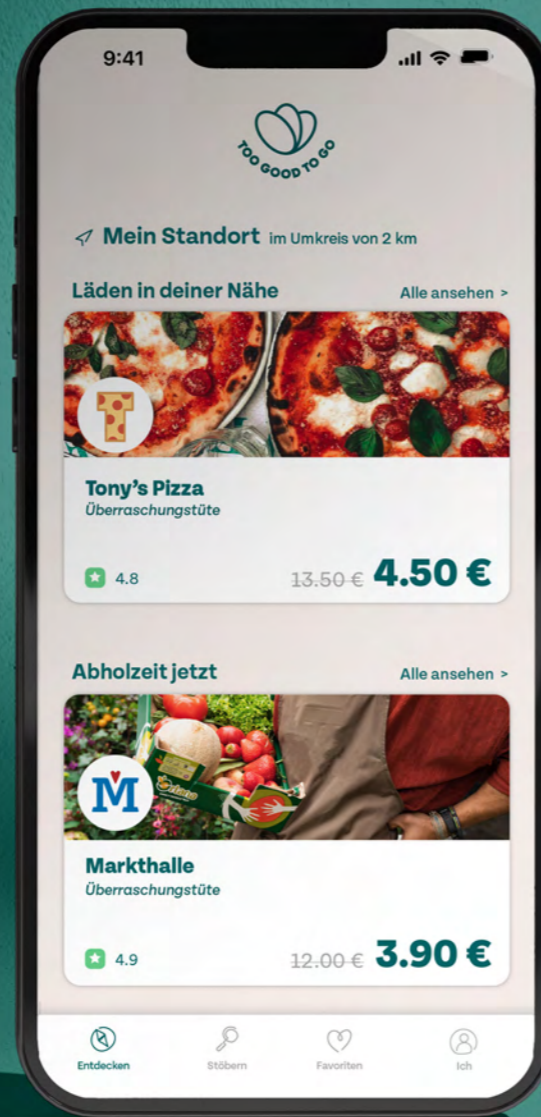 9:41
TOO GOOD TO GO
Mein Standort im Umkreis von 2 km
Läden in deiner Nähe Alle ansehen >
T
Tony's Pizza
Überraschungstüte
4.8 13.50 € 4.50 €
Abholzeit jetzt Alle ansehen >
M
Markthalle
Überraschungstüte
4.9 12.00 € 3.90 €
Entdecken Stöbern Favoriten Ich